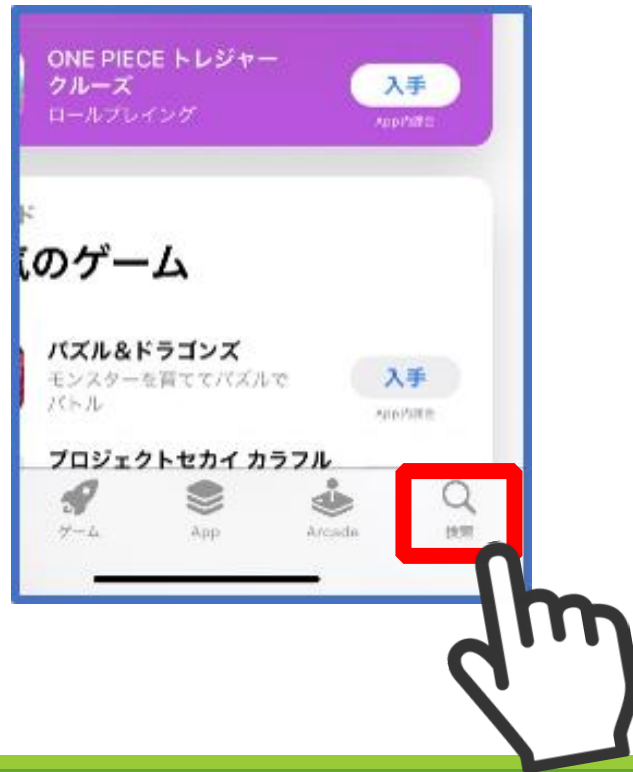 ONE PIECE トレジャー
クルーズ
入手
ロールプレイング
App内課金
ド
気のゲーム
パズル&ドラゴンズ
モンスターを育ててパズルで
バトル
入手
App内課金
プロジェクトセカイ カラフル
ゲーム
App
Arcade
検索